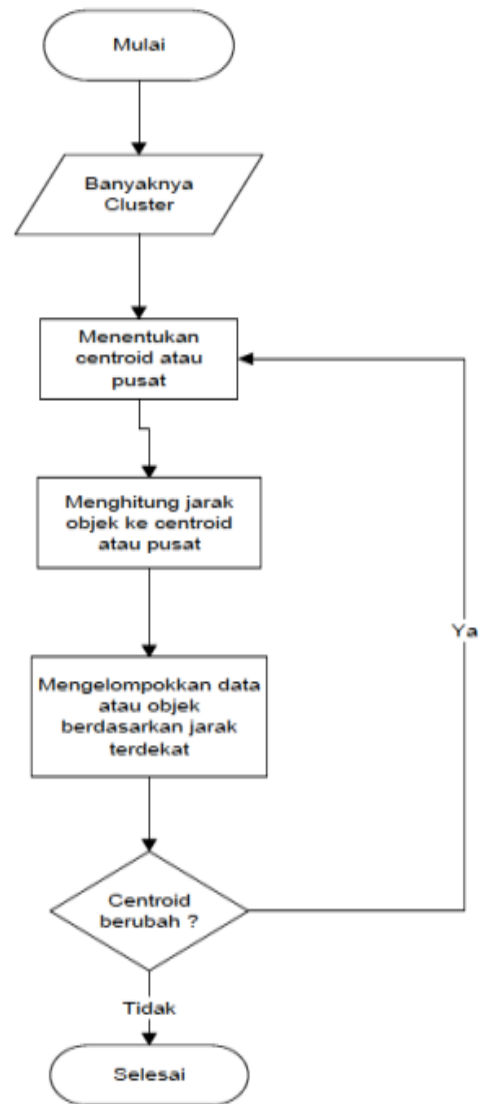 Mulai
Banyaknya
Cluster
Menentukan
centroid atau
pusat
Menghitung jarak
objek ke centroid
atau pusat
Mengelompokkan data
atau objek
berdasarkan jarak
terdekat
Centroid
berubah ?
Ya
Tidak
Selesai